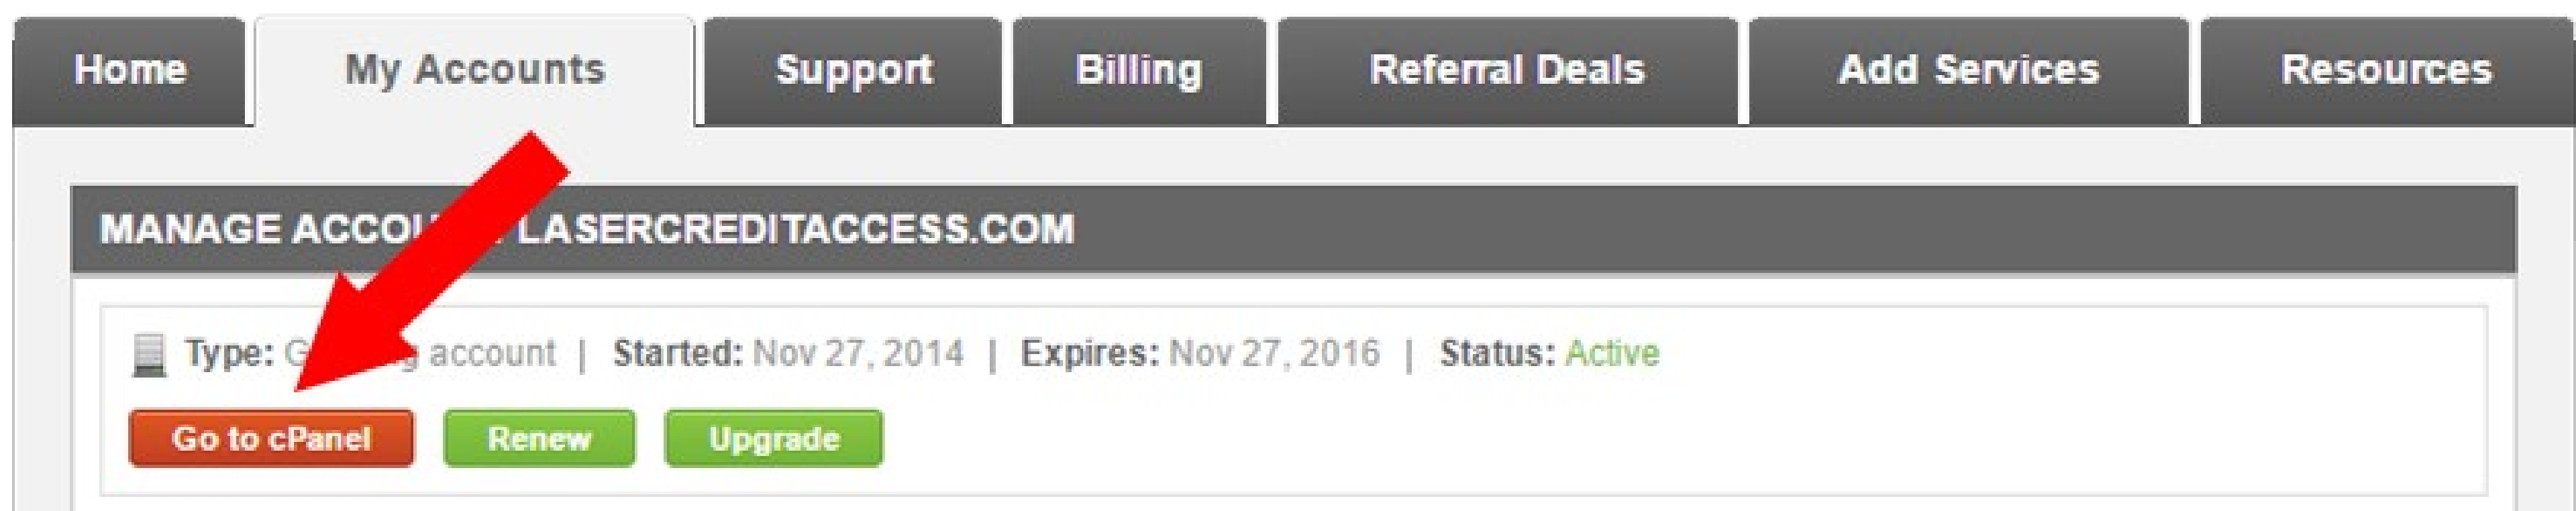 Home My Accounts Support Billing Referral Deals Add Services Resources
MANAGE LASERCREDITACCESS.COM
Type: account | Started: Nov 27, 2014 | Expires: Nov 27, 2016 | Status: Active
Go to cPanel Renew Upgrade